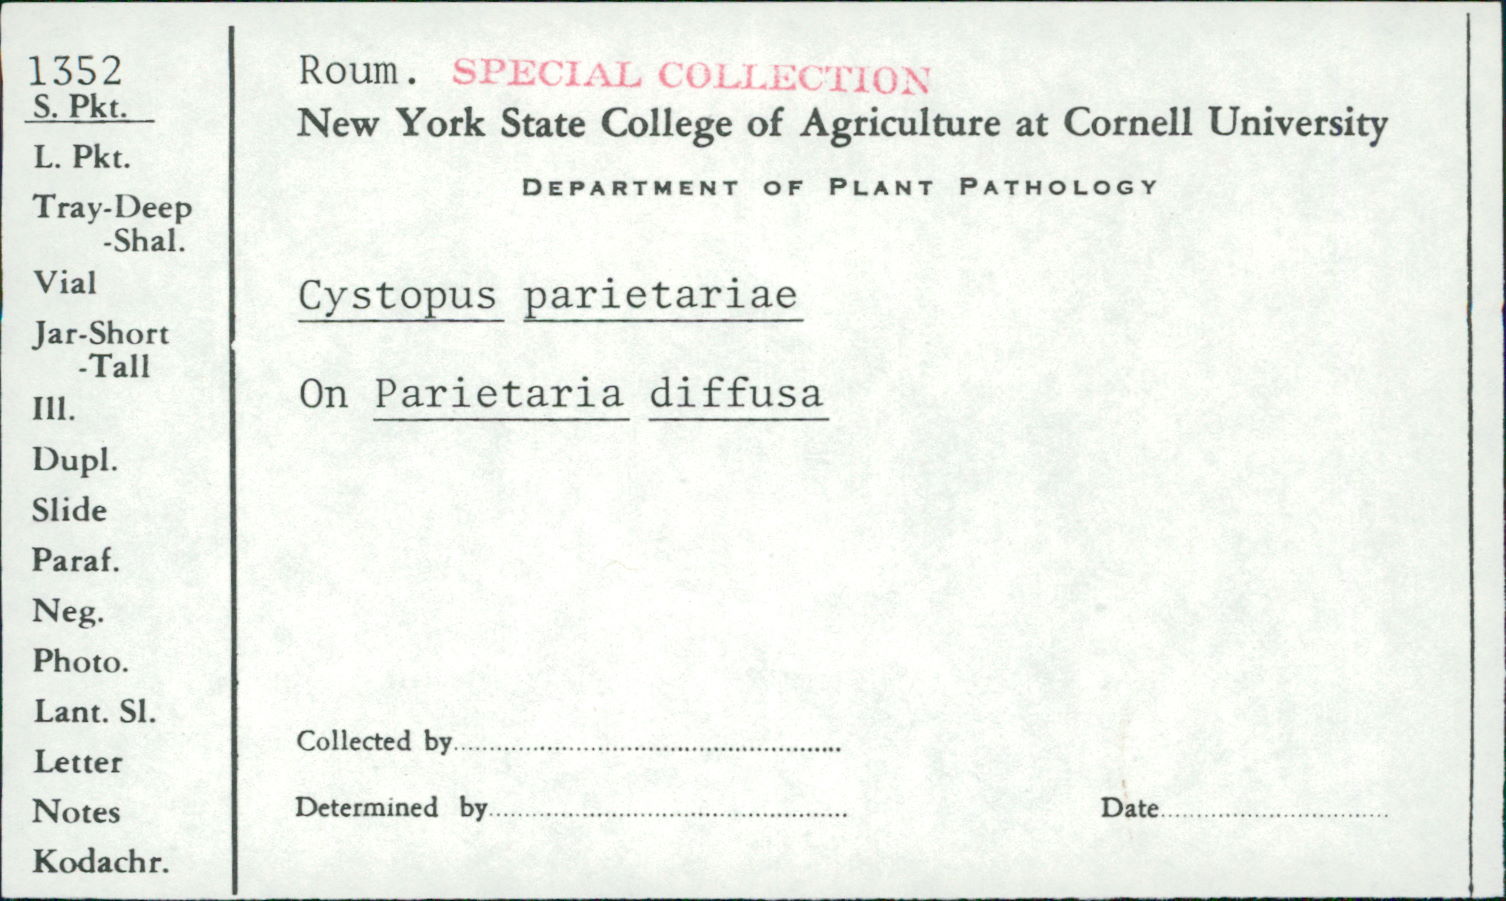 1352
S. Pkt.
L. Pkt.
Tray-Deep
-Shal.
Vial
Jar-Short
-Tall
Ill.
Dupl.
Slide
Paraf.
Neg.
Photo.
Lant. Sl.
Letter
Notes
Kodachr.
Roum. SPECIAL COLLECTION
New York State College of Agriculture at Cornell University
DEPARTMENT OF PLANT PATHOLOGY
Cystopus parietariae
On Parietaria diffusa
Collected by
Determined by
Date